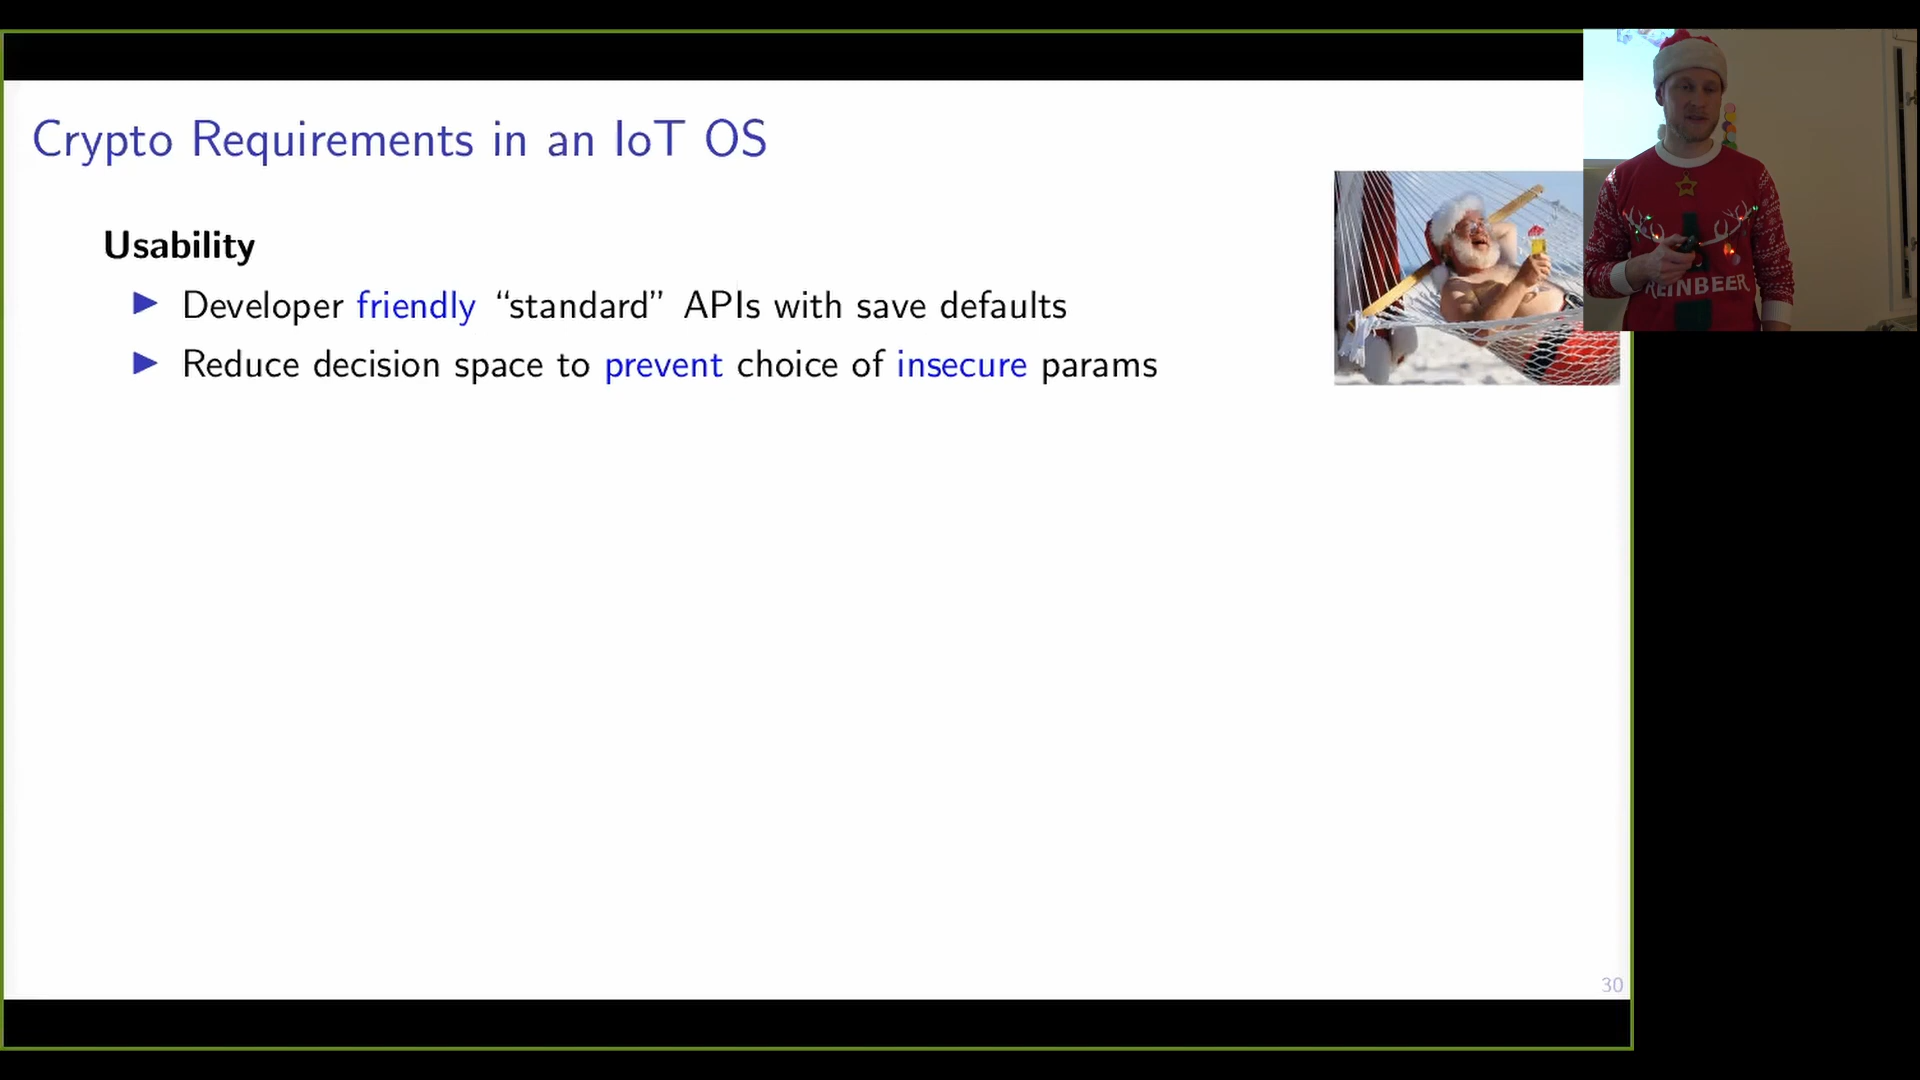 Crypto Requirements in an IoT OS
Usability
▶ Developer friendly “standard” APIs with save defaults
▶ Reduce decision space to prevent choice of insecure params
REINBEER
30